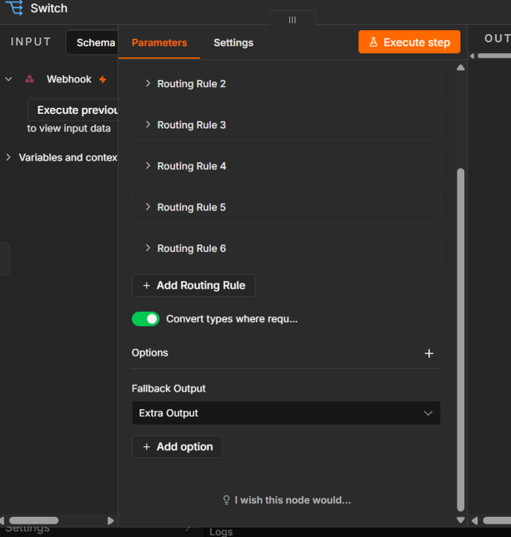 Switch
INPUT
Schema
Parameters
Settings
Execute step
OUT
Webhook
Execute previou
to view input data
Variables and contex
Routing Rule 2
Routing Rule 3
Routing Rule 4
Routing Rule 5
Routing Rule 6
+ Add Routing Rule
Convert types where requ...
Options +
Fallback Output
Extra Output
+ Add option
I wish this node would...
Settings
Logs